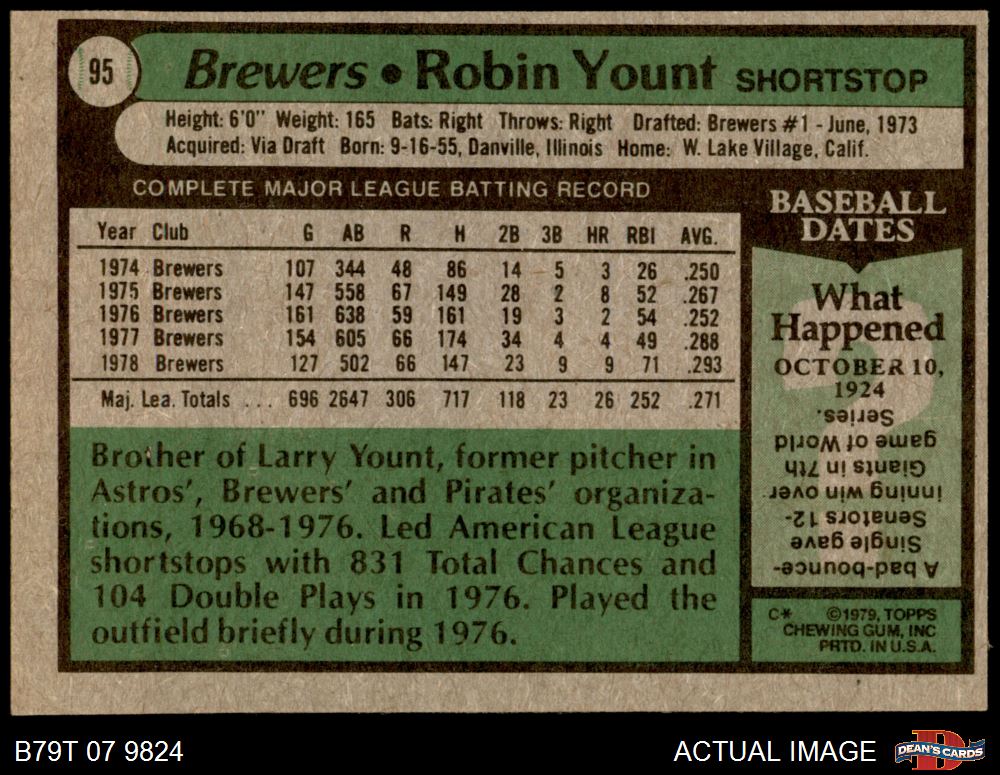 95
Brewers • Robin Yount SHORTSTOP
Height: 6'0" Weight: 165 Bats: Right Throws: Right Drafted: Brewers #1 - June, 1973
Acquired: Via Draft Born: 9-16-55, Danville, Illinois Home: W. Lake Village, Calif.
COMPLETE MAJOR LEAGUE BATTING RECORD
Year Club G AB R H 2B 3B HR RBI AVG.
1974 Brewers 107 344 48 86 14 5 3 26 .250
1975 Brewers 147 558 67 149 28 2 8 52 .267
1976 Brewers 161 638 59 161 19 3 2 54 .252
1977 Brewers 154 605 66 174 34 4 4 49 .288
1978 Brewers 127 502 66 147 23 9 9 71 .293
Maj. Lea. Totals ... 696 2647 306 717 118 23 26 252 .271
Brother of Larry Yount, former pitcher in
Astros', Brewers' and Pirates' organiza-
tions, 1968-1976. Led American League
shortstops with 831 Total Chances and
104 Double Plays in 1976. Played the
outfield briefly during 1976.
BASEBALL
DATES
What
Happened
OCTOBER 10,
1924
A bad-bounce-
Single gave
Senators 12-
inning win over
Giants in 7th
game of World
Series.
C* ©1979, TOPPS
CHEWING GUM, INC
PRTD. IN U.S.A.
B79T 07 9824
ACTUAL IMAGE
D
DEAN'S CARDS